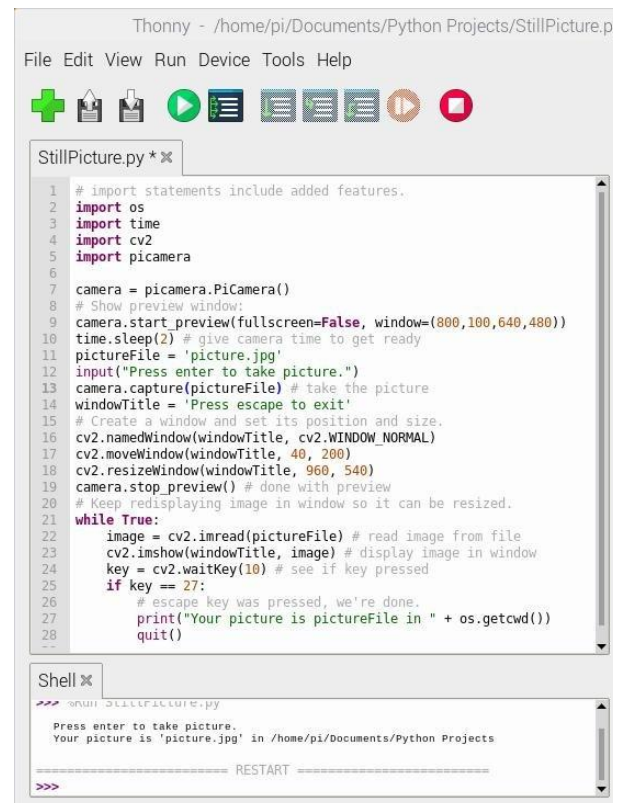 Thonny - /home/pi/Documents/Python Projects/StillPicture.p
File Edit View Run Device Tools Help
StillPicture.py * ×
1 # import statements include added features.
2 import os
3 import time
4 import cv2
5 import picamera
6
7 camera = picamera.PiCamera()
8 # Show preview window:
9 camera.start_preview(fullscreen=False, window=(800,100,640,480))
10 time.sleep(2) # give camera time to get ready
11 pictureFile = 'picture.jpg'
12 input("Press enter to take picture.")
13 camera.capture(pictureFile) # take the picture
14 windowTitle = 'Press escape to exit'
15 # Create a window and set its position and size.
16 cv2.namedWindow(windowTitle, cv2.WINDOW_NORMAL)
17 cv2.moveWindow(windowTitle, 40, 200)
18 cv2.resizeWindow(windowTitle, 960, 540)
19 camera.stop_preview() # done with preview
20 # Keep redisplaying image in window so it can be resized.
21 while True:
22     image = cv2.imread(pictureFile) # read image from file
23     cv2.imshow(windowTitle, image) # display image in window
24     key = cv2.waitKey(10) # see if key pressed
25     if key == 27:
26         # escape key was pressed, we're done.
27         print("Your picture is pictureFile in " + os.getcwd())
28         quit()
Shell ×
>>> %Run StillPicture.py
Press enter to take picture.
Your picture is 'picture.jpg' in /home/pi/Documents/Python Projects
========================= RESTART =========================
>>>